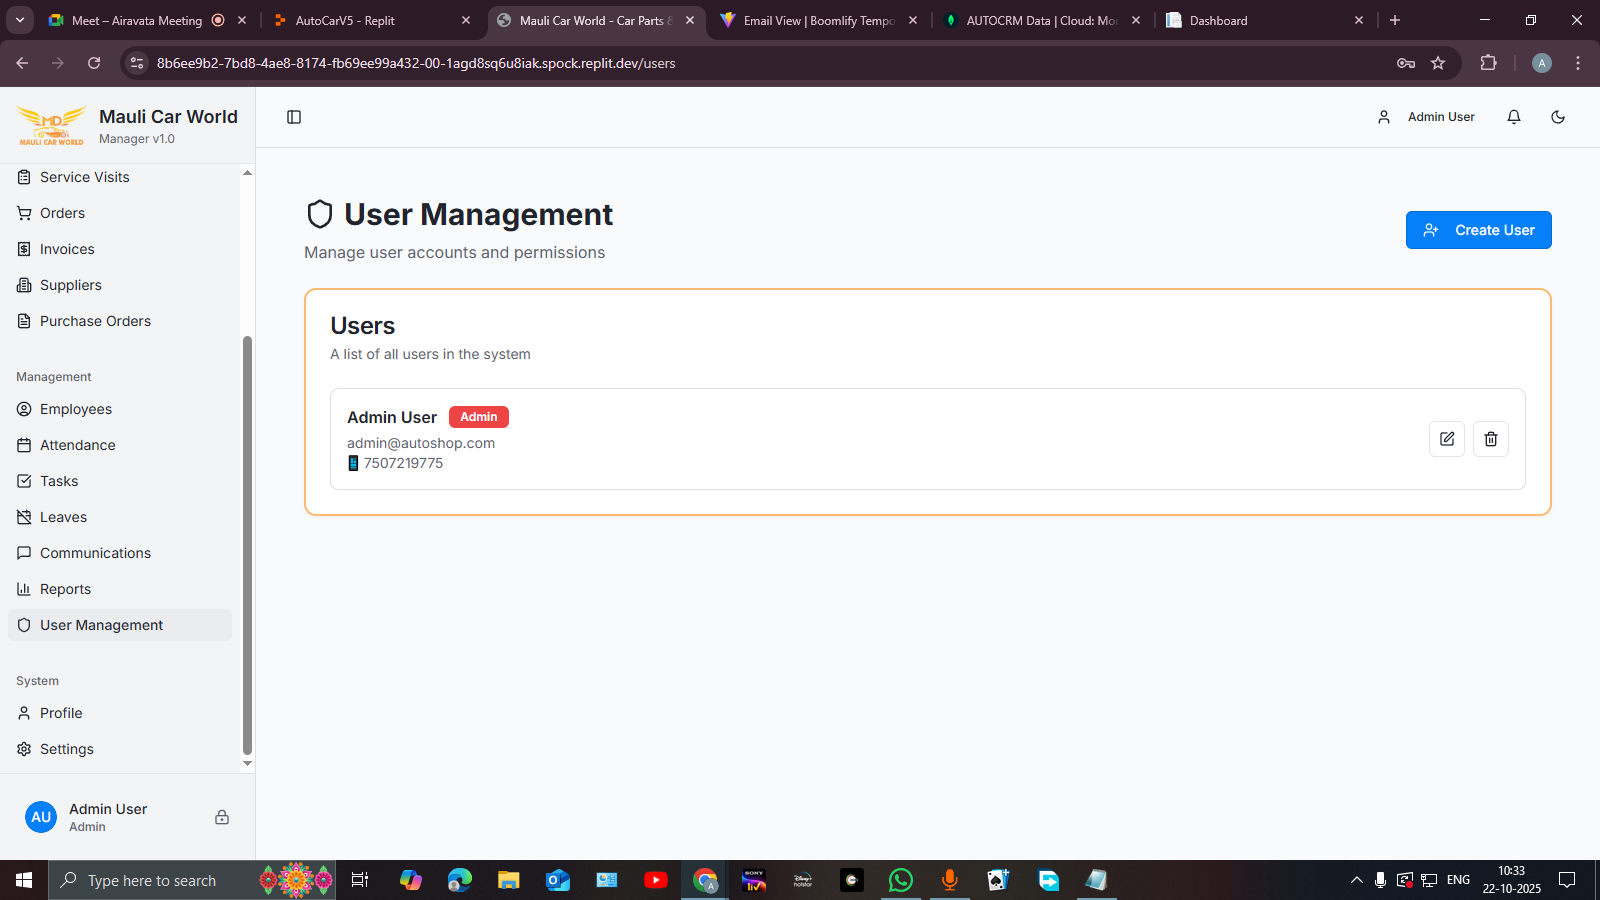 Meet – Airavata Meeting
AutoCarV5 - Replit
Mauli Car World - Car Parts &
Email View | Boomlify Tempo
AUTOCRM Data | Cloud: Mon
Dashboard
8b6ee9b2-7bd8-4ae8-8174-fb69ee99a432-00-1agd8sq6u8iak.spock.replit.dev/users
A
MD
MAULI CAR WORLD
Mauli Car World
Manager v1.0
Admin User
Service Visits
Orders
Invoices
Suppliers
Purchase Orders
Management
Employees
Attendance
Tasks
Leaves
Communications
Reports
User Management
System
Profile
Settings
AU
Admin User
Admin
User Management
Manage user accounts and permissions
Create User
Users
A list of all users in the system
Admin User
Admin
admin@autoshop.com
7507219775
Type here to search
SONY
liv
hotstar
ENG
10:33
22-10-2025